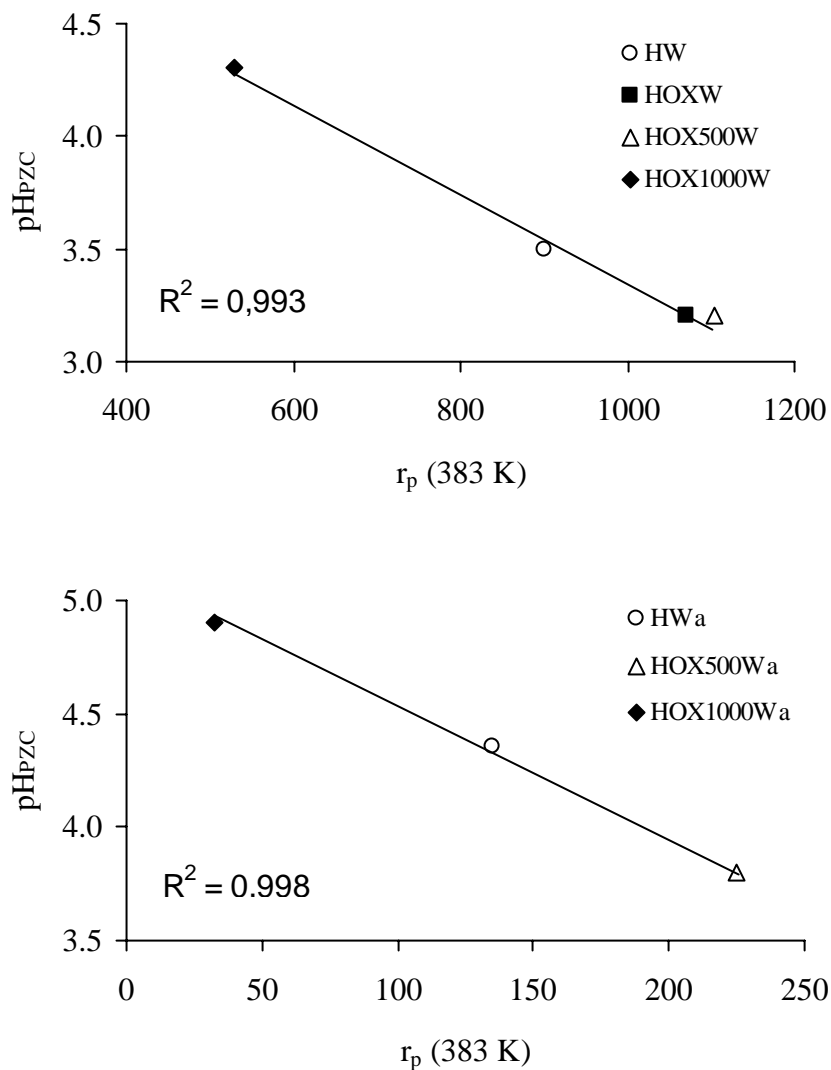 4.5
4.0
3.5
3.0
pHPZC
HW
HOXW
HOX500W
HOX1000W
R² = 0,993
400 600 800 1000 1200
rp (383 K)
5.0
4.5
4.0
3.5
pHPZC
HWa
HOX500Wa
HOX1000Wa
R² = 0.998
0 50 100 150 200 250
rp (383 K)